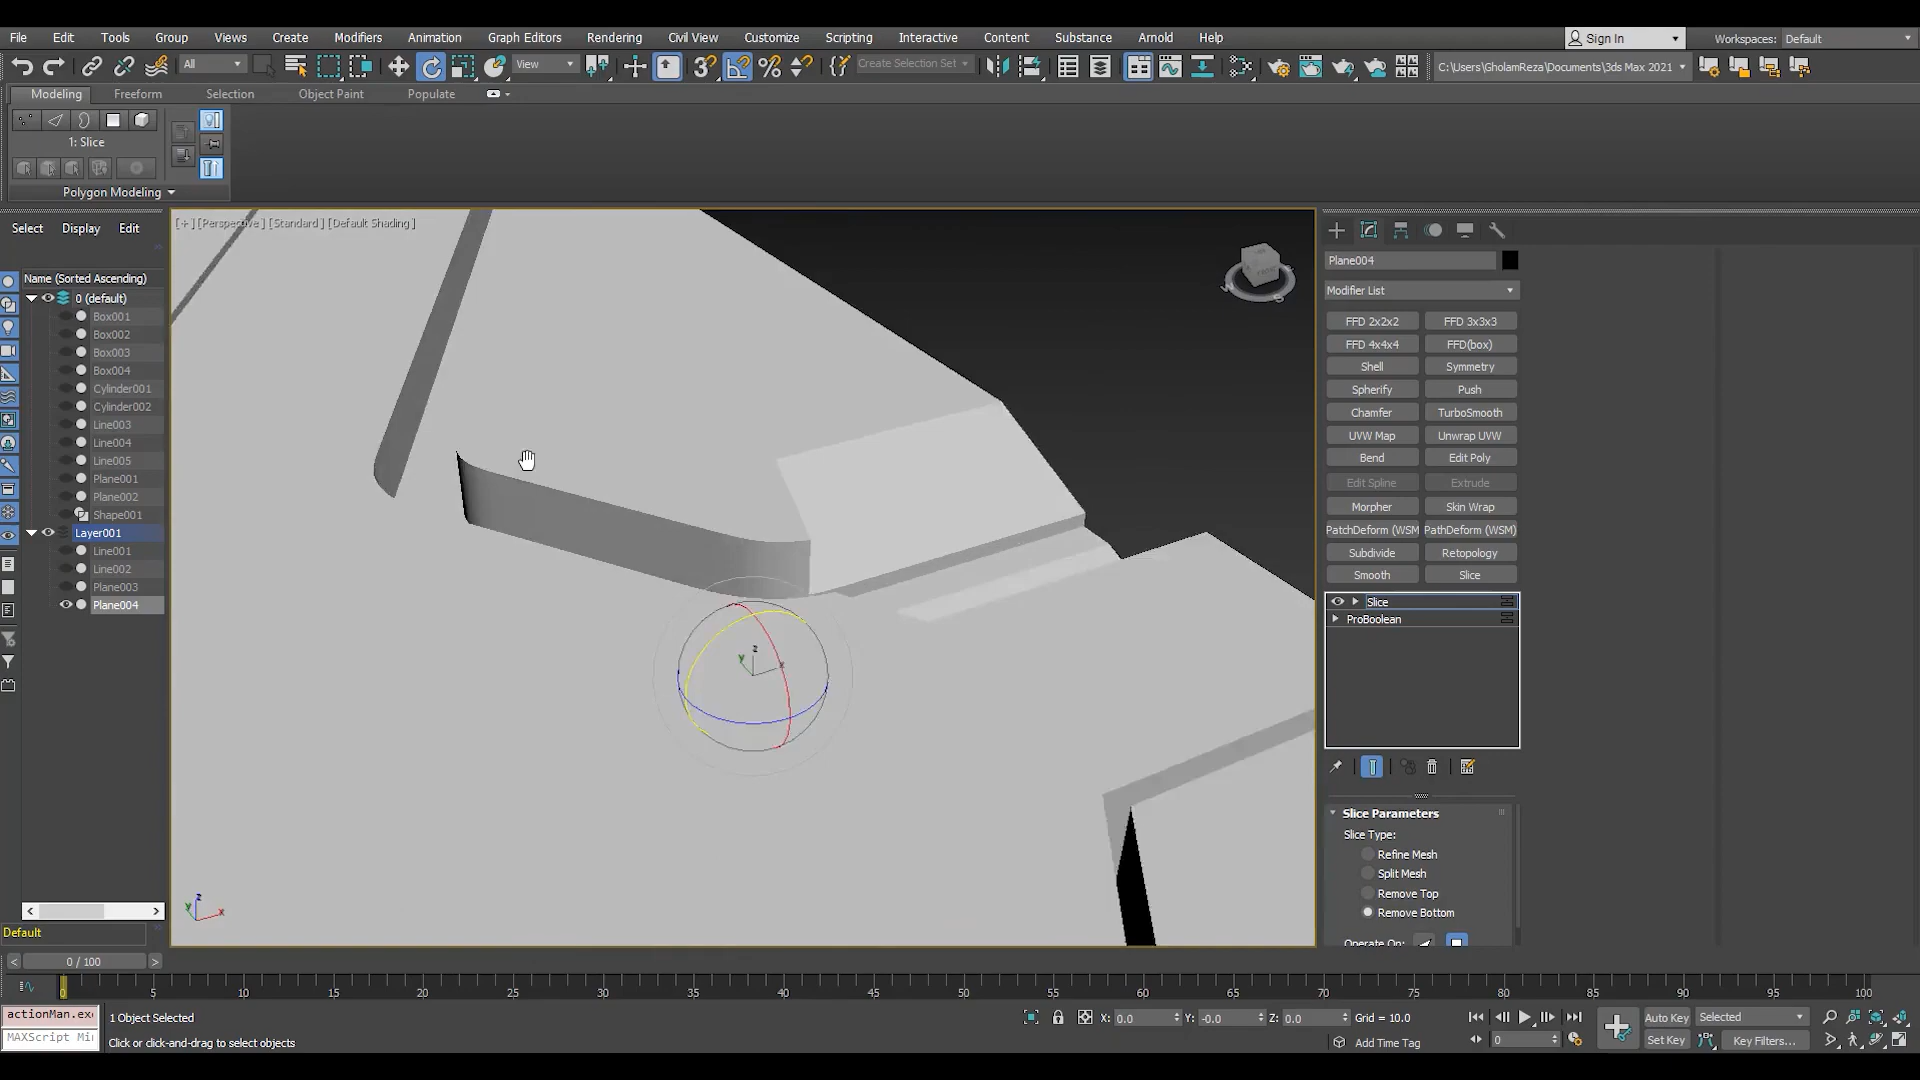 File Edit Tools Group Views Create Modifiers Animation Graph Editors Rendering Civil View Customize Scripting Interactive Content Substance Arnold Help Sign In Workspaces: Default
All View Create Selection Set C:\Users\GholamReza\Documents\3ds Max 2021
Modeling Freeform Selection Object Paint Populate
1: Slice
Polygon Modeling
Select Display Edit
[+][Perspective][Standard][Default Shading]
Name (Sorted Ascending)
0 (default)
Box001
Box002
Box003
Box004
Cylinder001
Cylinder002
Line003
Line004
Line005
Plane001
Plane002
Shape001
Layer001
Line001
Line002
Plane003
Plane004
Default
Plane004
Modifier List
FFD 2x2x2 FFD 3x3x3
FFD 4x4x4 FFD(box)
Shell Symmetry
Spherify Push
Chamfer TurboSmooth
UVW Map Unwrap UVW
Bend Edit Poly
Edit Spline Extrude
Morpher Skin Wrap
PatchDeform (WSM PathDeform (WSM)
Subdivide Retopology
Smooth Slice
Slice
ProBoolean
Slice Parameters
Slice Type:
Refine Mesh
Split Mesh
Remove Top
Remove Bottom
Operate On:
z
y x
z
y x
< 0 / 100 >
0 5 10 15 20 25 30 35 40 45 50 55 60 65 70 75 80 85 90 95 100
actionMan.exe 1 Object Selected X: 0.0 Y: -0.0 Z: 0.0 Grid = 10.0 Auto Key Selected
MAXScript Mi Click or click-and-drag to select objects Add Time Tag 0 Set Key Key Filters...